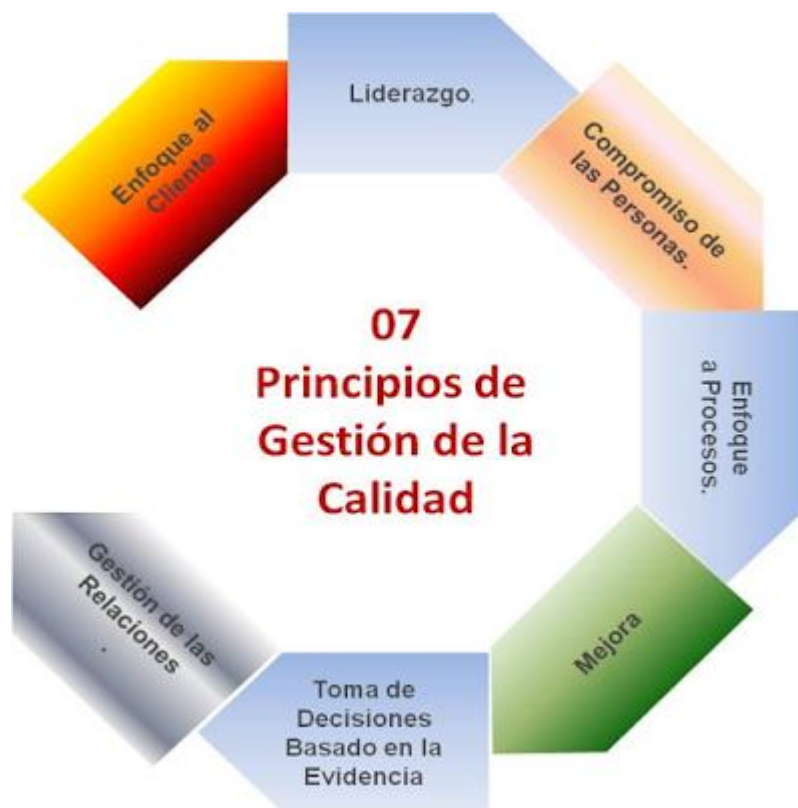 Enfoque al
Cliente
Liderazgo.
Compromiso de
las Personas.
Enfoque
a Procesos.
Mejora
Toma de
Decisiones
Basado en la
Evidencia
Gestión de las
Relaciones
.
07
Principios de
Gestión de la
Calidad